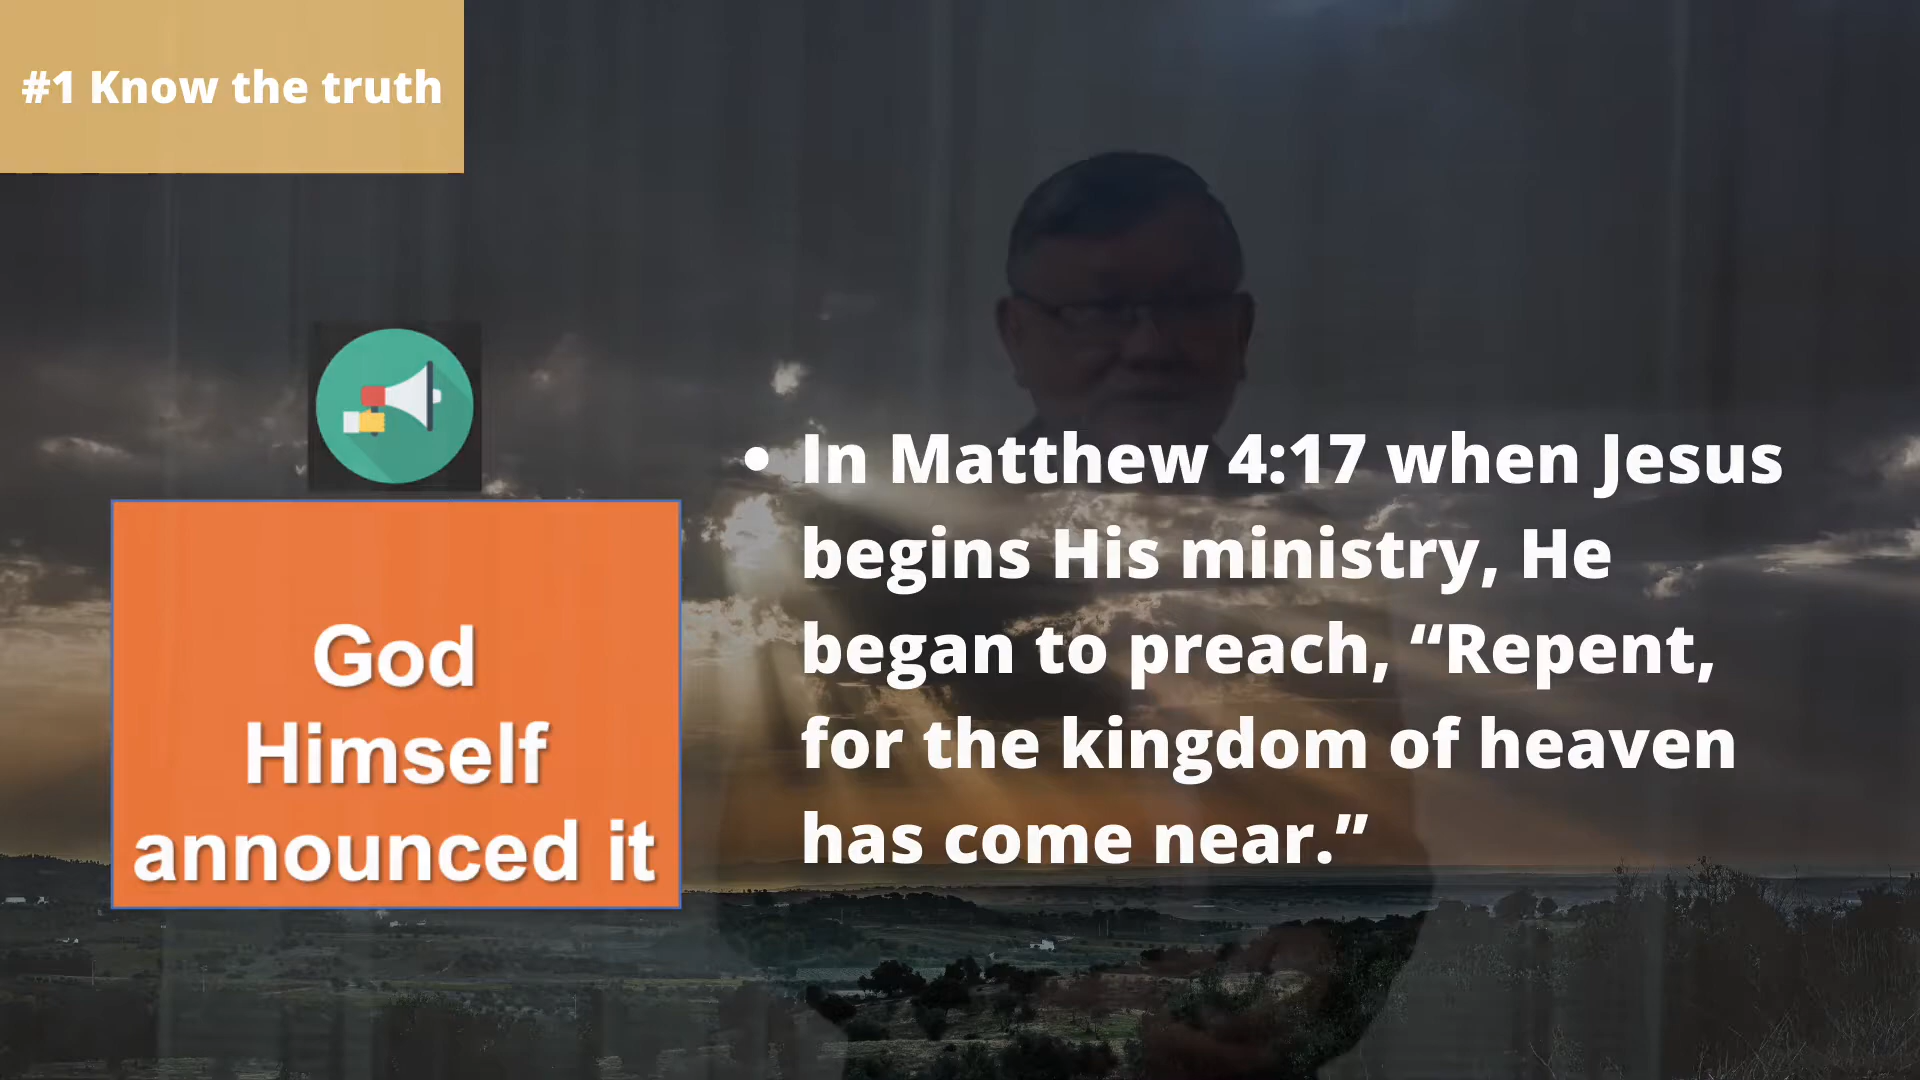 #1 Know the truth
God
Himself
announced it
• In Matthew 4:17 when Jesus
begins His ministry, He
began to preach, “Repent,
for the kingdom of heaven
has come near.”